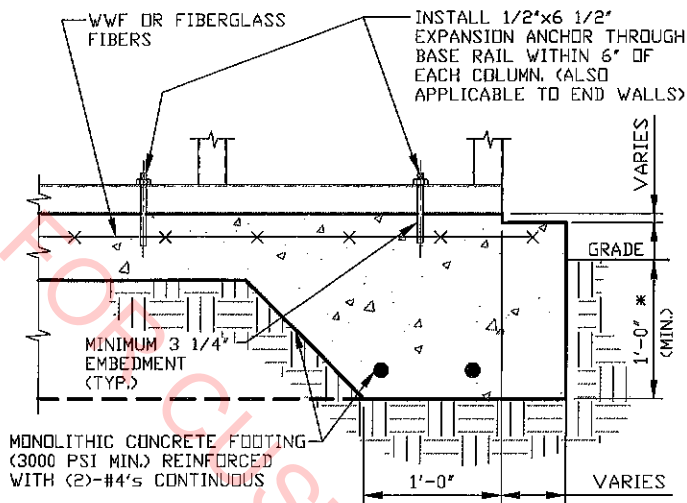 WWF OR FIBERGLASS
FIBERS
INSTALL 1/2"x6 1/2"
EXPANSION ANCHOR THROUGH
BASE RAIL WITHIN 6" OF
EACH COLUMN. (ALSO
APPLICABLE TO END WALLS)
VARIES
GRADE
1'-0" *
(MIN.)
MINIMUM 3 1/4"
EMBEDMENT
(TYP.)
MONOLITHIC CONCRETE FOOTING
(3000 PSI MIN.) REINFORCED
WITH (2)-#4's CONTINUOUS
1'-0"
VARIES
FOR CUS